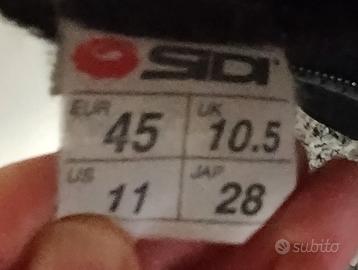 SIDI
EUR 45 UK 10.5
US 11 JAP 28
subito